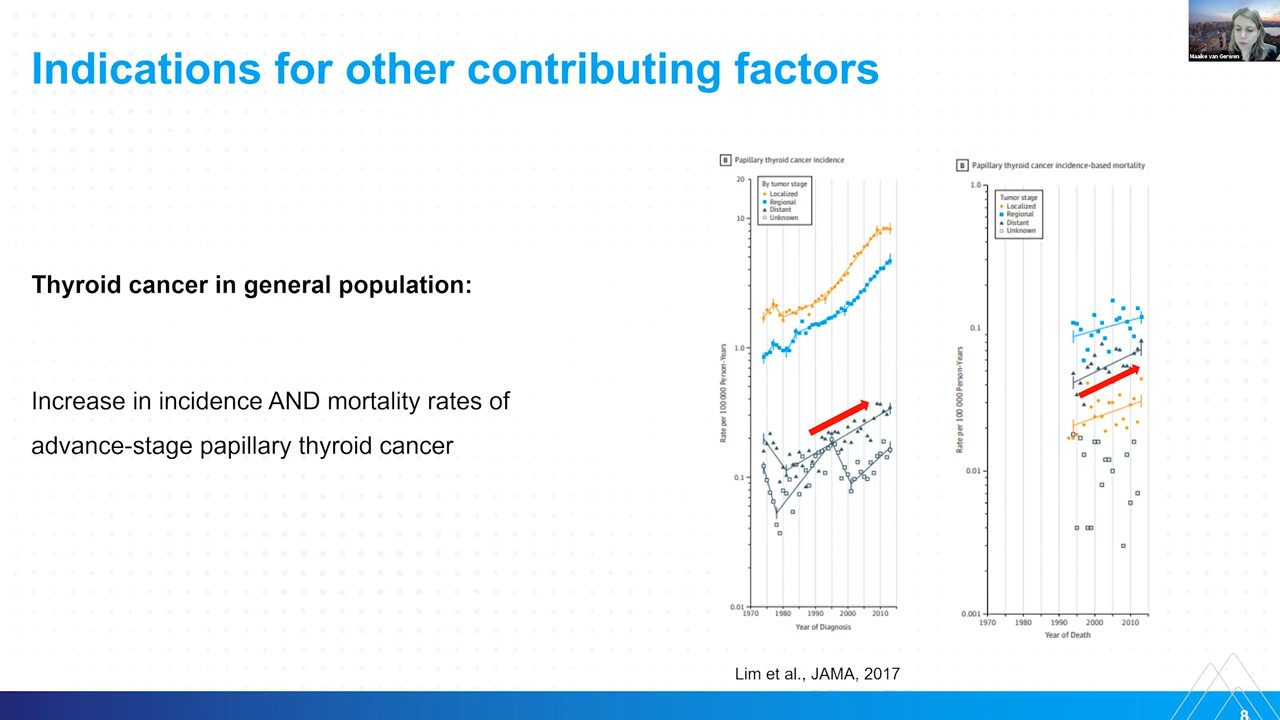 Indications for other contributing factors
Maaike van Gerwen
Thyroid cancer in general population:
Increase in incidence AND mortality rates of
advance-stage papillary thyroid cancer
B Papillary thyroid cancer incidence
By tumor stage
Localized
Regional
Distant
Unknown
20
10
1.0
0.1
0.01
Rate per 100 000 Person-Years
1970 1980 1990 2000 2010
Year of Diagnosis
B Papillary thyroid cancer incidence-based mortality
Tumor stage
Localized
Regional
Distant
Unknown
1.0
0.1
0.01
0.001
Rate per 100 000 Person-Years
1970 1980 1990 2000 2010
Year of Death
Lim et al., JAMA, 2017
8